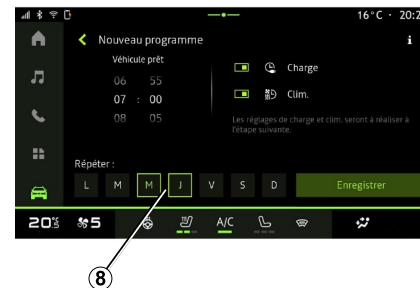 16°C · 20:2
Nouveau programme
i
Véhicule prêt
06 55
07 : 00
08 05
Charge
Clim.
Les réglages de charge et clim. seront à réaliser à
l'étape suivante.
Répéter :
L M M J V S D
Enregistrer
20 5 A/C
8